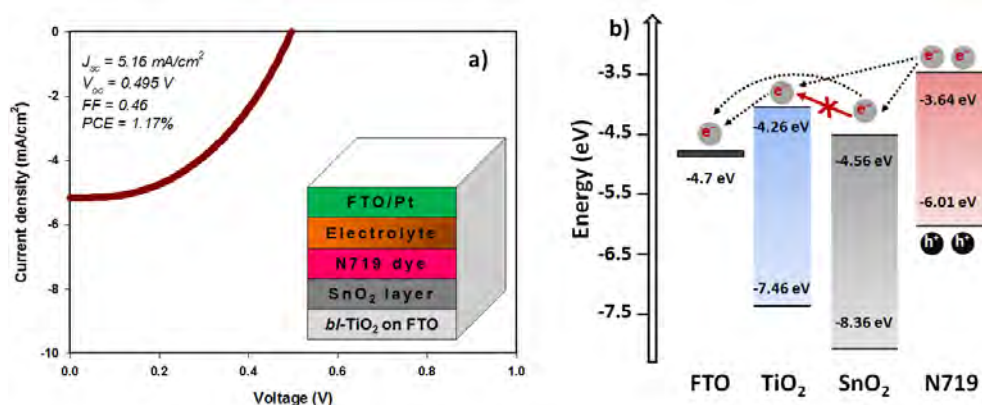 a)
J∞ = 5.16 mA/cm²
V∞ = 0.495 V
FF = 0.46
PCE = 1.17%
Current density (mA/cm²)
0
-2
-4
-6
-8
-10
FTO/Pt
Electrolyte
N719 dye
SnO₂ layer
bl-TiO₂ on FTO
0.0 0.2 0.4 0.6 0.8 1.0
Voltage (V)
b)
Energy (eV)
-3.5
-4.5
-5.5
-6.5
-7.5
e⁻ e⁻
e⁻
e⁻
e⁻
-3.64 eV
-4.26 eV
-4.56 eV
-4.7 eV
-6.01 eV
h⁺ h⁺
-7.46 eV
-8.36 eV
FTO TiO₂ SnO₂ N719